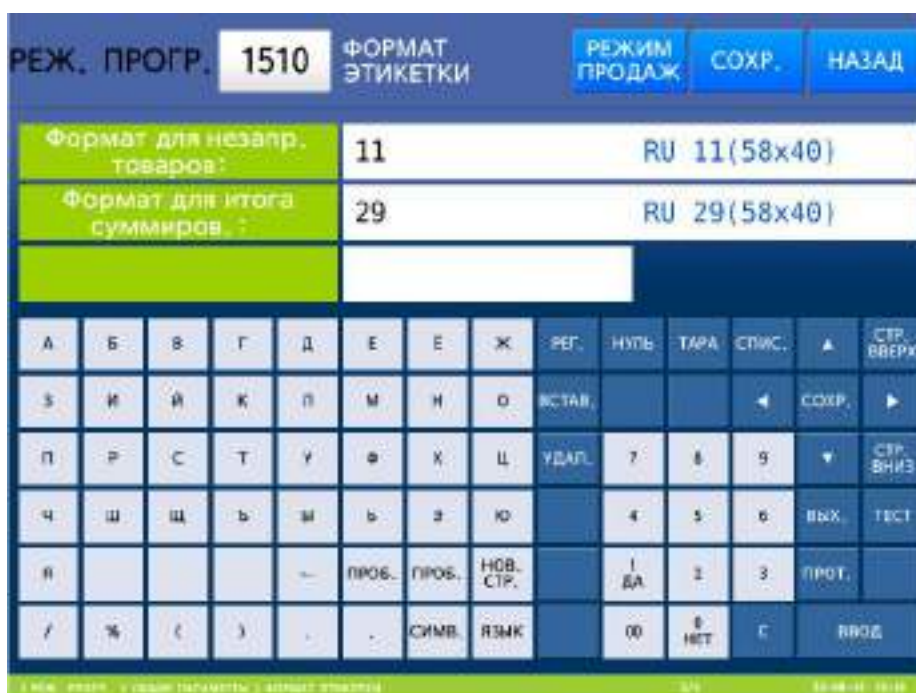 РЕЖ. ПРОГР. 1510 ФОРМАТ ЭТИКЕТКИ РЕЖИМ ПРОДАЖ СОХР. НАЗАД
Формат для незапр. товаров: 11 RU 11(58x40)
Формат для итога суммиров. : 29 RU 29(58x40)
А Б В Г Д Е Ё Ж РЕГ. НУЛЬ ТАРА СПИС. ▲ СТР. ВВЕРХ
З И Й К Л М Н О ВСТАВ. ◄ СОХР. ►
П Р С Т У Ф Х Ц УДАЛ. 7 8 9 ▼ СТР. ВНИЗ
Ч Ш Щ Ъ Ы Ь Э Ю 4 5 6 ВЫХ. ТЕСТ
Я ПРОБ. ПРОБ. НОВ. СТР. 1 ДА 2 3 ПРОТ.
/ % ( ) . СИМВ. ЯЗЫК 00 0 НЕТ C ВВОД